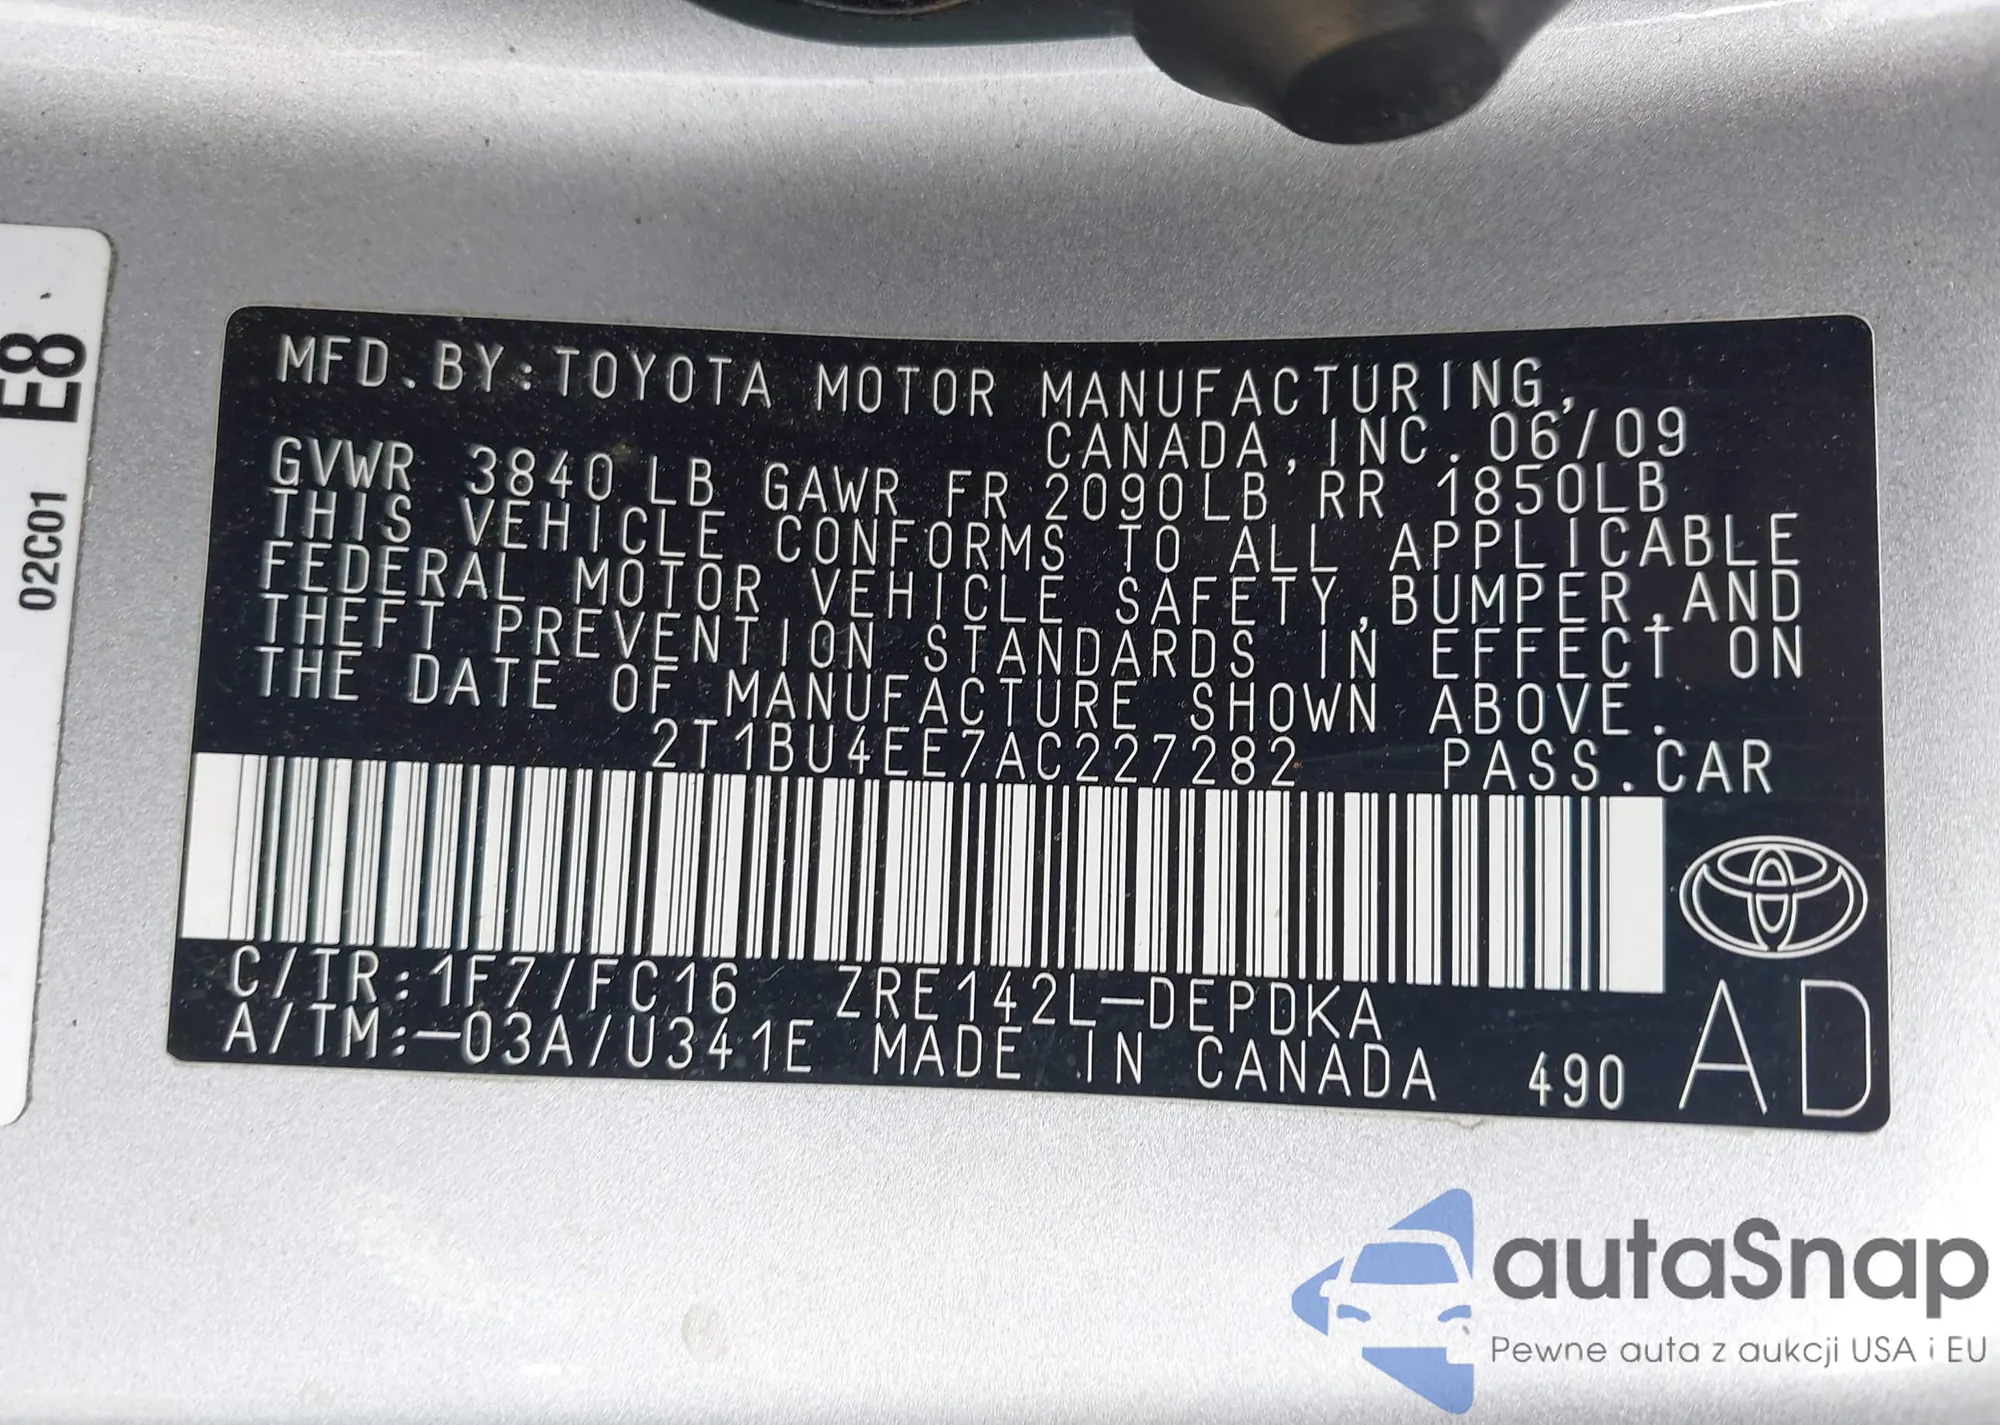 E8
02C01
MFD.BY:TOYOTA MOTOR MANUFACTURING,
CANADA,INC.06/09
GVWR 3840LB GAWR FR 2090LB RR 1850LB
THIS VEHICLE CONFORMS TO ALL APPLICABLE
FEDERAL MOTOR VEHICLE SAFETY,BUMPER,AND
THEFT PREVENTION STANDARDS IN EFFECT ON
THE DATE OF MANUFACTURE SHOWN ABOVE.
2T1BU4EE7AC227282 PASS.CAR
C/TR:1F7/FC16 ZRE142L-DEPDKA
A/TM:-03A/U341E MADE IN CANADA 490
AD
autaSnap
Pewne auta z aukcji USA i EU